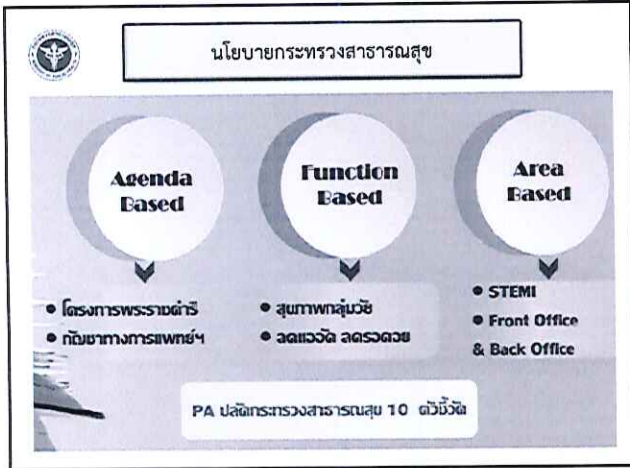 นโยบายกระทรวงสาธารณสุข
Agenda
Based
Function
Based
Area
Based
• โครงการพระราชดำริ
• กัญชาทางการแพทย์ฯ
• สุขภาพกลุ่มวัย
• ลดแออัด ลดรอคอย
• STEMI
• Front Office
& Back Office
PA ปลัดกระทรวงสาธารณสุข 10 ตัวชี้วัด